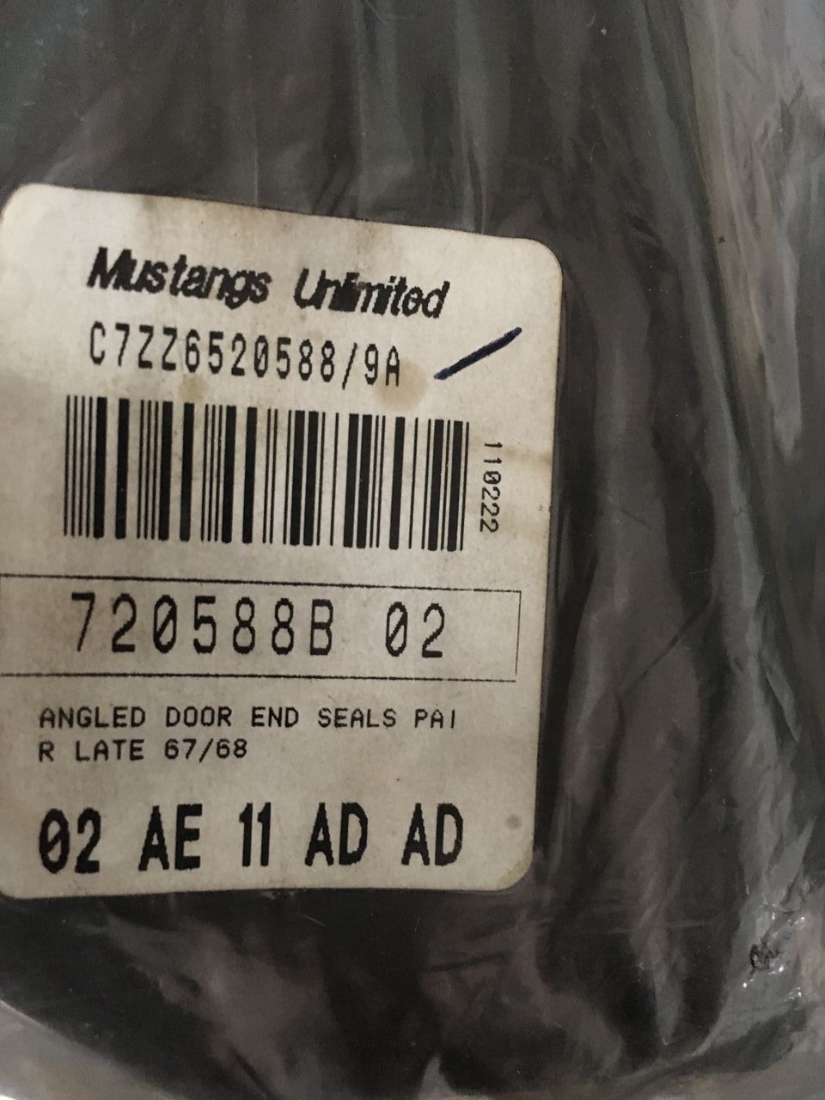 Mustangs Unlimited
C7ZZ6520588/9A
110222
720588B 02
ANGLED DOOR END SEALS PAI
R LATE 67/68
02 AE 11 AD AD